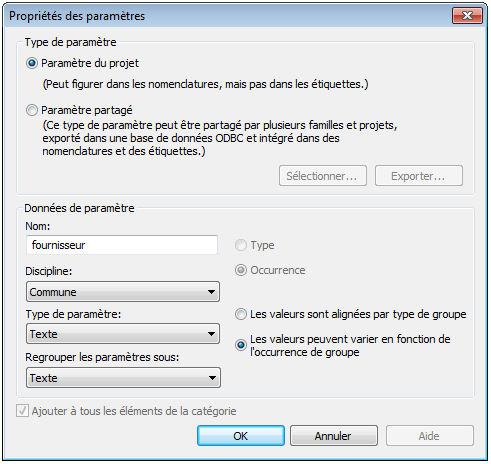 Propriétés des paramètres
Type de paramètre
Paramètre du projet
(Peut figurer dans les nomenclatures, mais pas dans les étiquettes.)
Paramètre partagé
(Ce type de paramètre peut être partagé par plusieurs familles et projets,
exporté dans une base de données ODBC et intégré dans des
nomenclatures et des étiquettes.)
Sélectionner...
Exporter...
Données de paramètre
Nom:
fournisseur
Type
Discipline:
Occurrence
Commune
Type de paramètre:
Les valeurs sont alignées par type de groupe
Texte
Les valeurs peuvent varier en fonction de
l'occurrence de groupe
Regrouper les paramètres sous:
Texte
Ajouter à tous les éléments de la catégorie
OK
Annuler
Aide